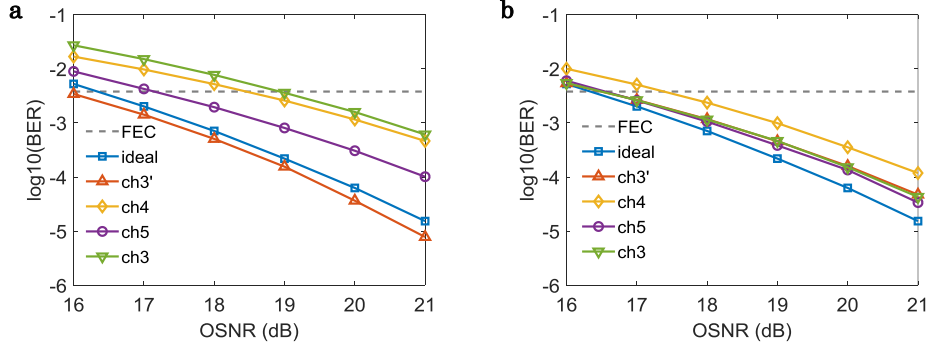 a
-1
-2
-3
-4
-5
-6
log10(BER)
FEC
ideal
ch3'
ch4
ch5
ch3
16 17 18 19 20 21
OSNR (dB)
b
-1
-2
-3
-4
-5
-6
log10(BER)
FEC
ideal
ch3'
ch4
ch5
ch3
16 17 18 19 20 21
OSNR (dB)